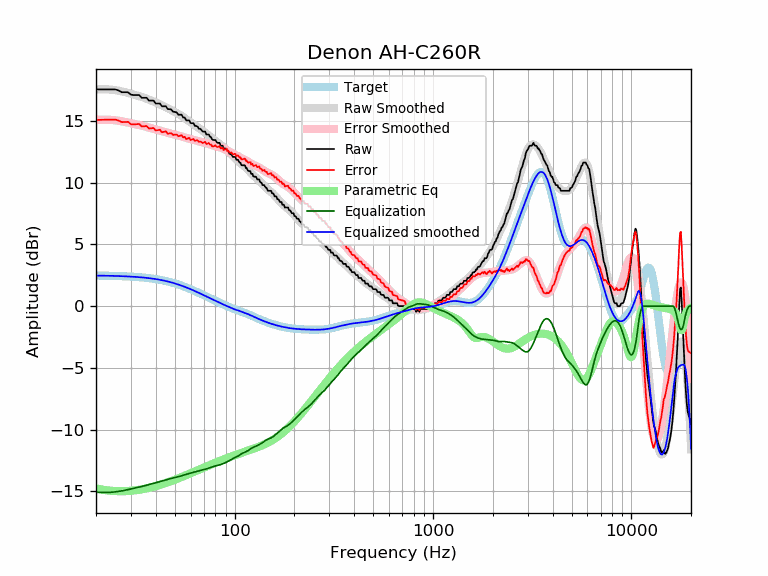 Denon AH-C260R
Target
Raw Smoothed
Error Smoothed
Raw
Error
Parametric Eq
Equalization
Equalized smoothed
15
10
5
0
−5
−10
−15
Amplitude (dBr)
100
1000
10000
Frequency (Hz)